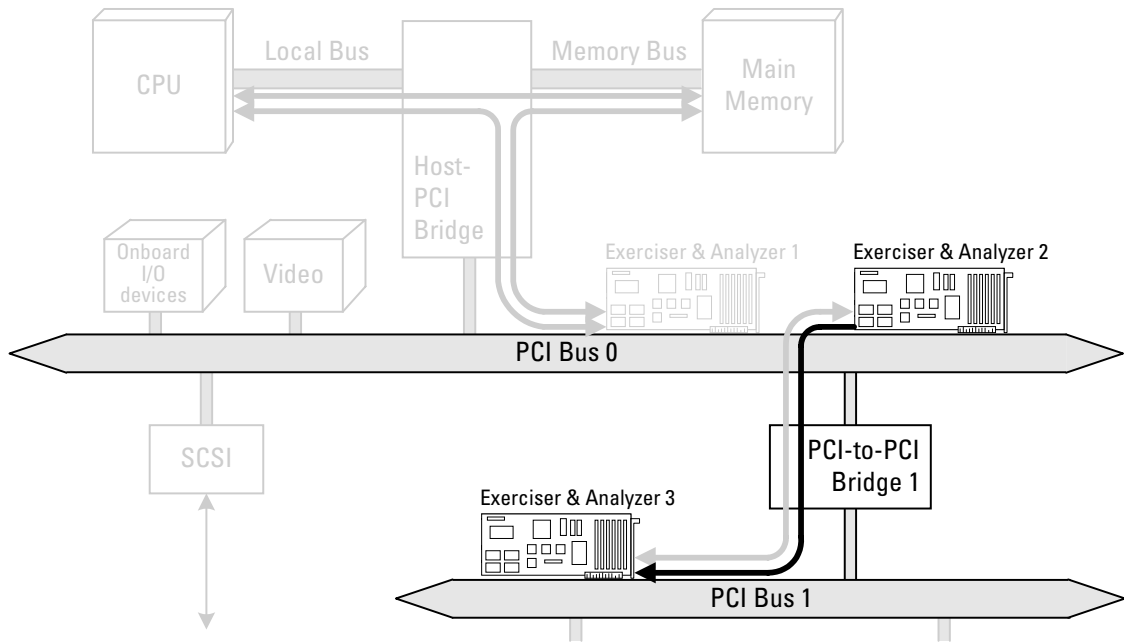 Local Bus
Memory Bus
CPU
Main
Memory
Host-
PCI
Bridge
Onboard
I/O
devices
Video
Exerciser & Analyzer 1
Exerciser & Analyzer 2
PCI Bus 0
SCSI
PCI-to-PCI
Bridge 1
Exerciser & Analyzer 3
PCI Bus 1